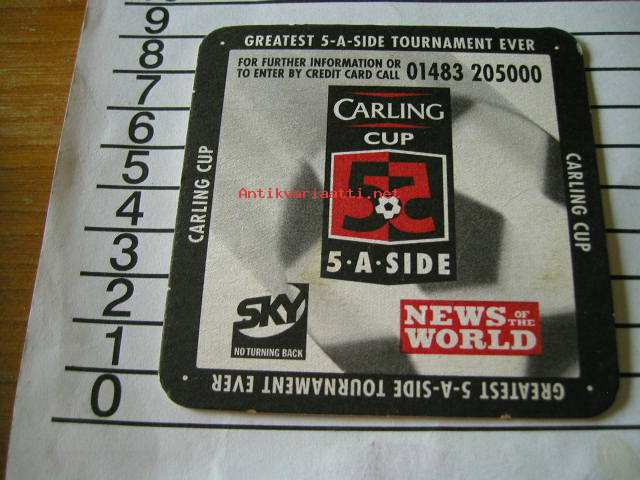 9
8
7
6
5
4
3
2
1
0
GREATEST 5-A-SIDE TOURNAMENT EVER
FOR FURTHER INFORMATION OR
TO ENTER BY CREDIT CARD CALL 01483 205000
CARLING
CUP
55
5·A·SIDE
CARLING CUP
CARLING CUP
Antikvariaatti.net
SKY
NO TURNING BACK
NEWS OF THE
WORLD
GREATEST 5-A-SIDE TOURNAMENT EVER